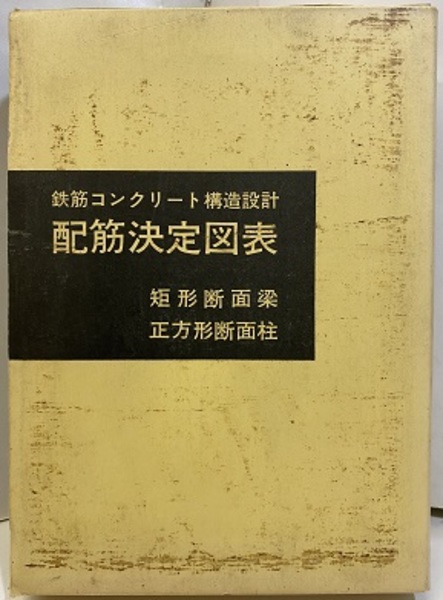 鉄筋コンクリート構造設計
配筋決定図表
矩形断面梁
正方形断面柱